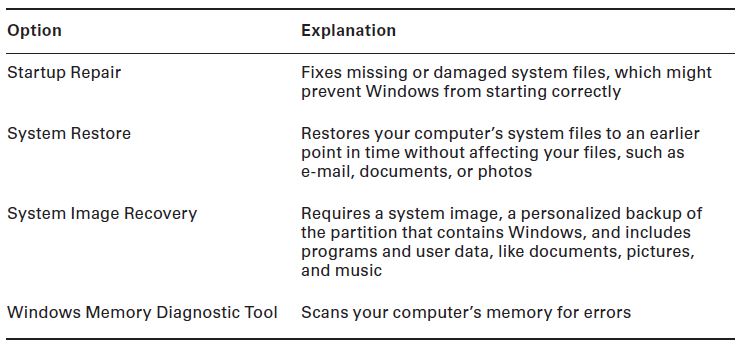 Option Explanation
Startup Repair Fixes missing or damaged system files, which might
prevent Windows from starting correctly
System Restore Restores your computer's system files to an earlier
point in time without affecting your files, such as
e-mail, documents, or photos
System Image Recovery Requires a system image, a personalized backup of
the partition that contains Windows, and includes
programs and user data, like documents, pictures,
and music
Windows Memory Diagnostic Tool Scans your computer's memory for errors